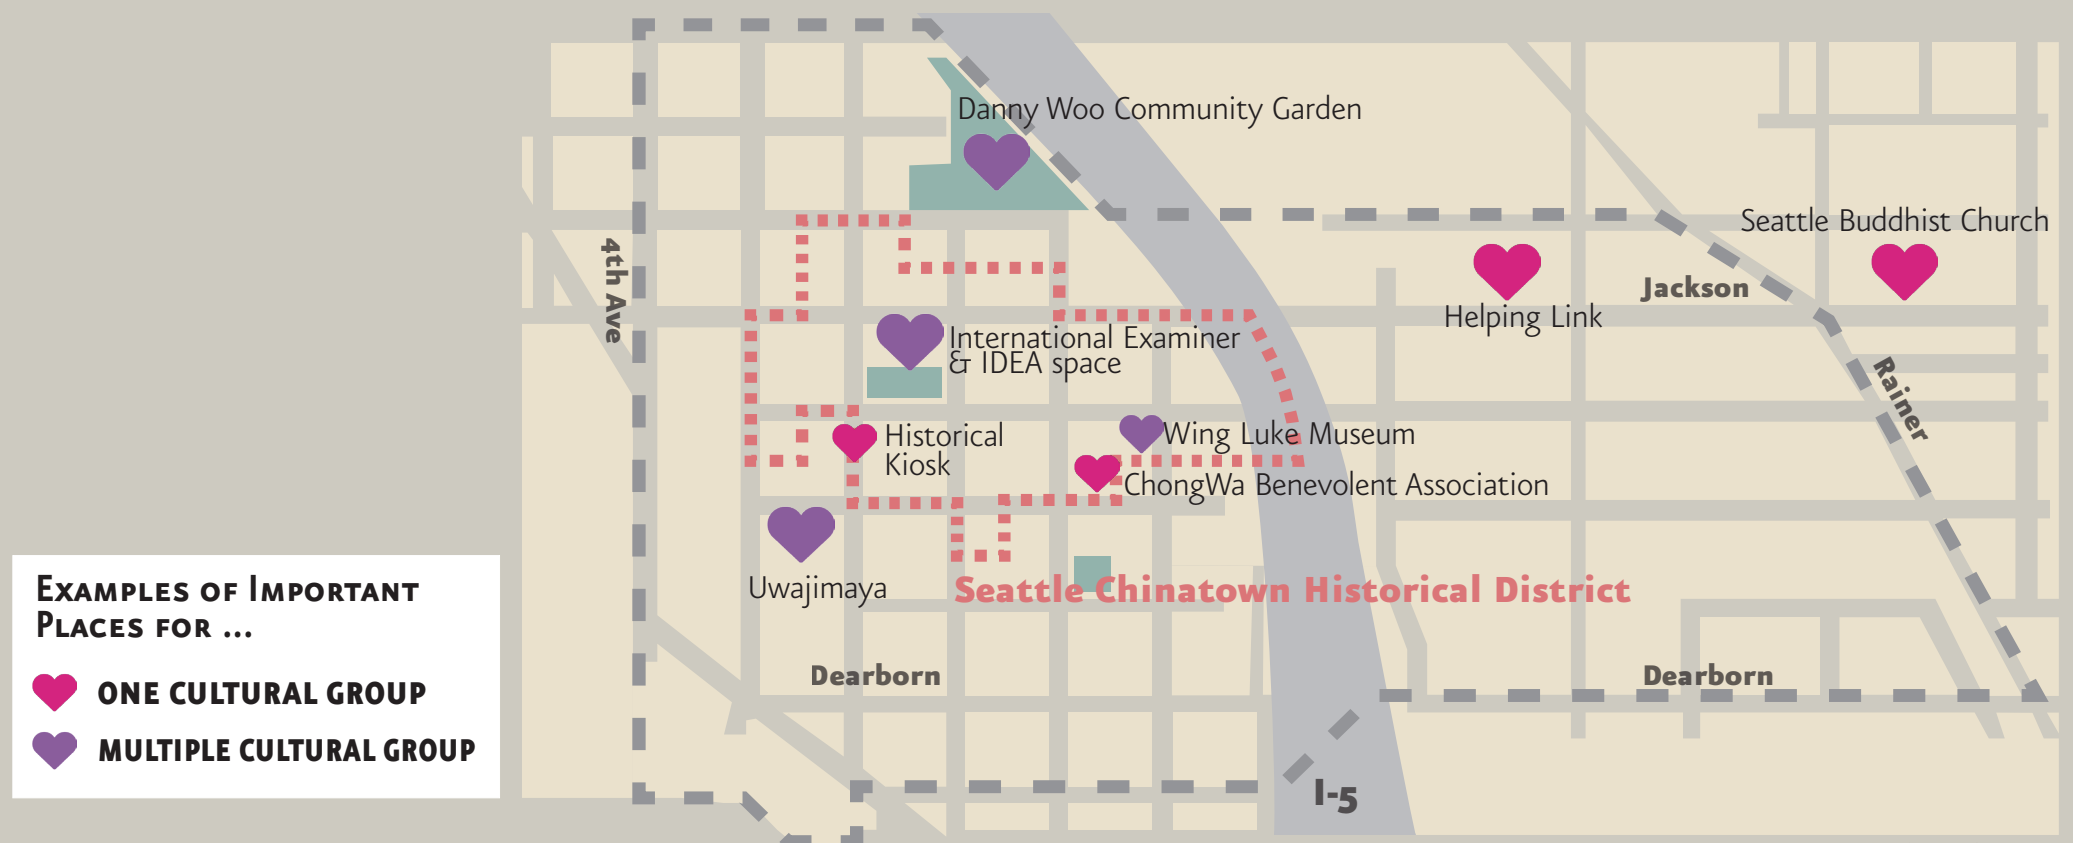 Danny Woo Community Garden
Seattle Buddhist Church
4th Ave
Jackson
Helping Link
International Examiner
& IDEA space
Rainer
Historical
Kiosk
Wing Luke Museum
ChongWa Benevolent Association
Uwajimaya
Seattle Chinatown Historical District
Dearborn
Dearborn
I-5
Examples of Important
Places for ...
ONE CULTURAL GROUP
MULTIPLE CULTURAL GROUP